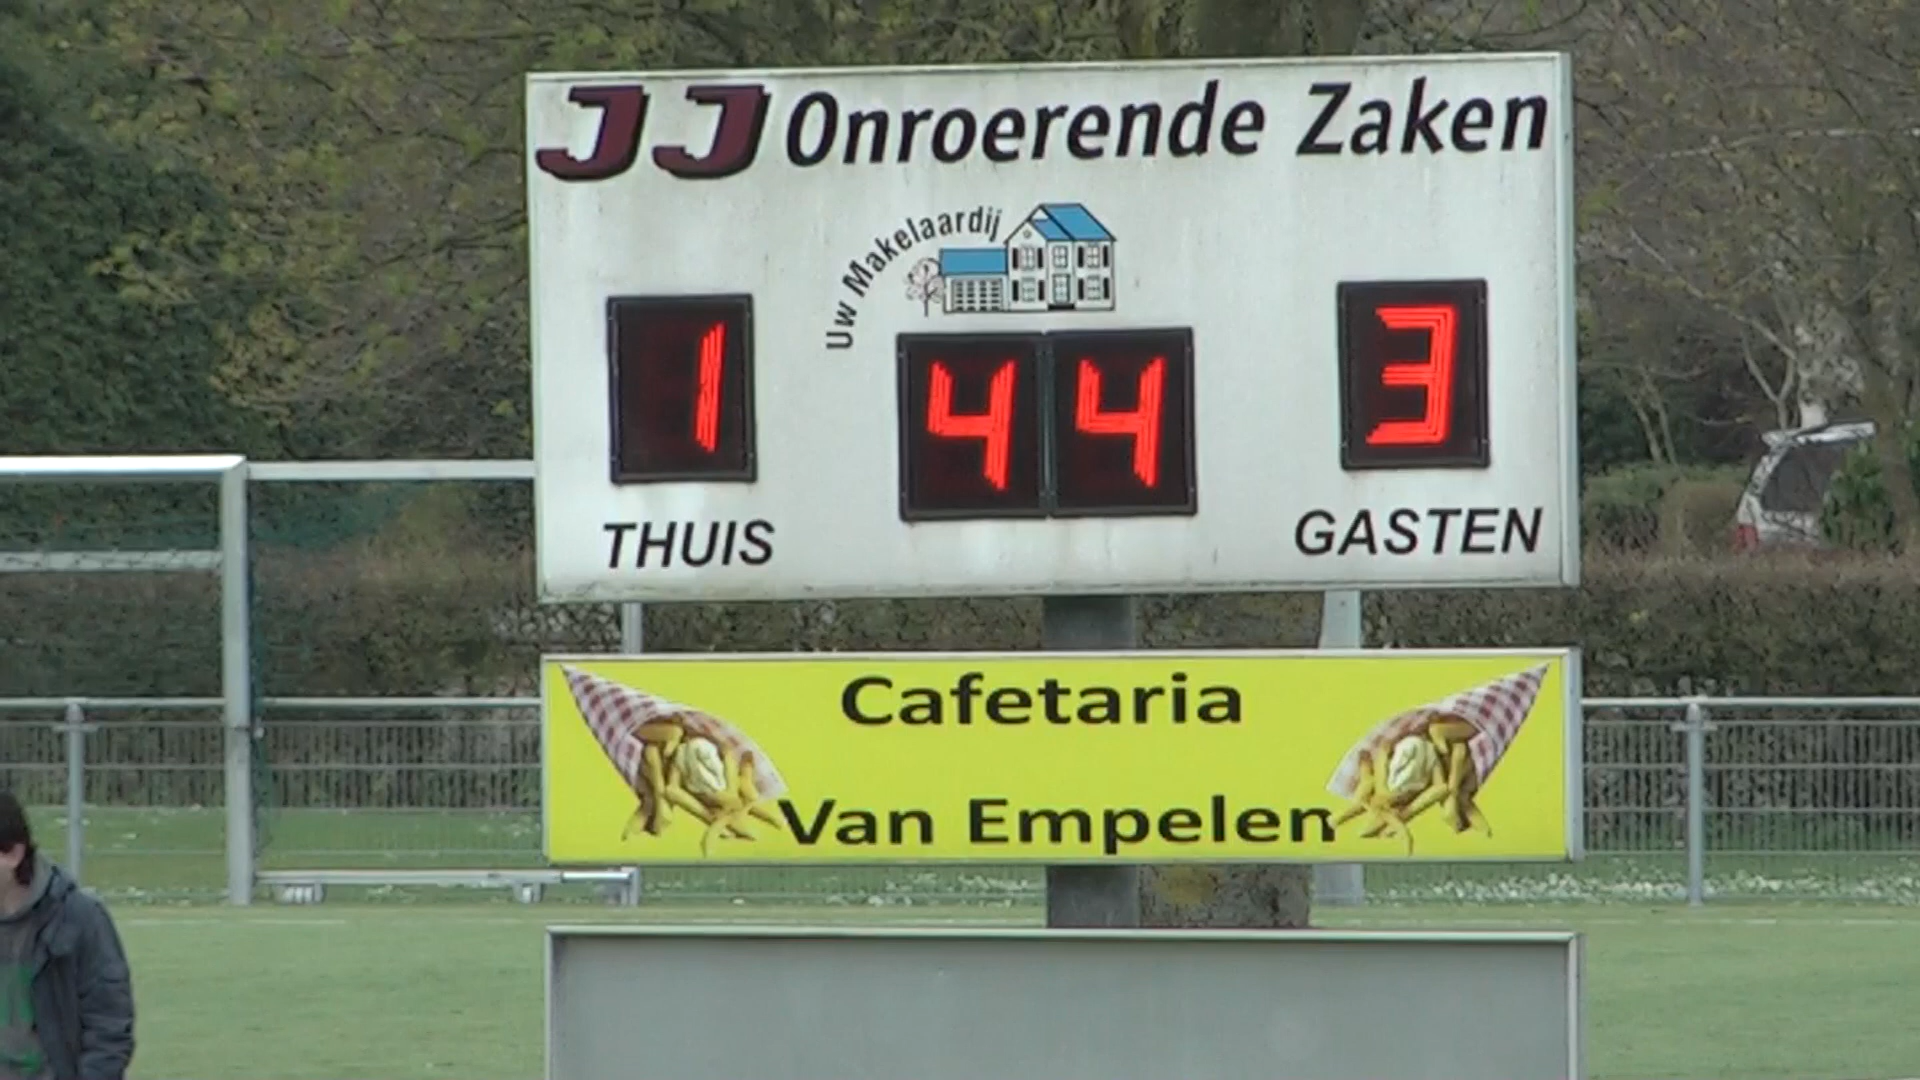 JJ Onroerende Zaken
Uw Makelaardij
1 44 3
THUIS GASTEN
Cafetaria
Van Empelen